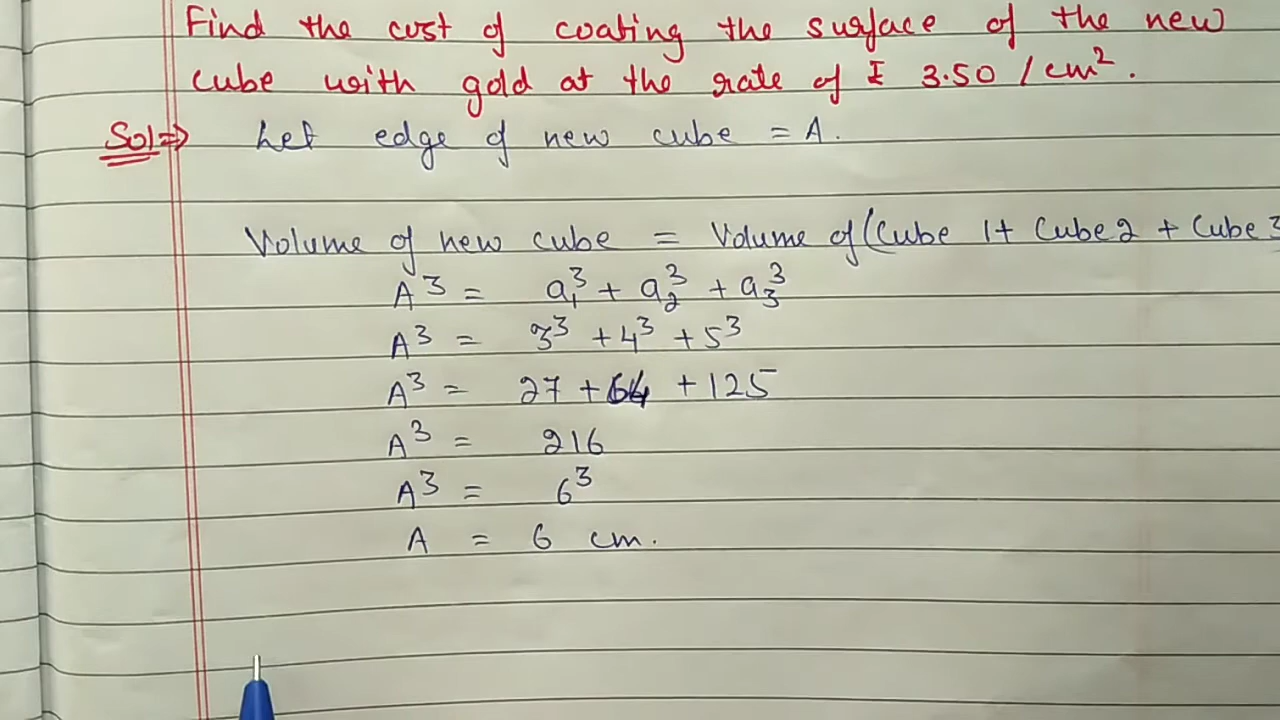 Find the cost of coating the surface of the new
cube with gold at the rate of ₹ 3.50 / cm².
Sol⇒ Let edge of new cube = A.
Volume of new cube = Volume of (Cube 1 + Cube 2 + Cube 3
A³ = a₁³ + a₂³ + a₃³
A³ = 3³ + 4³ + 5³
A³ = 27 + 64 + 125
A³ = 216
A³ = 6³
A = 6 cm.